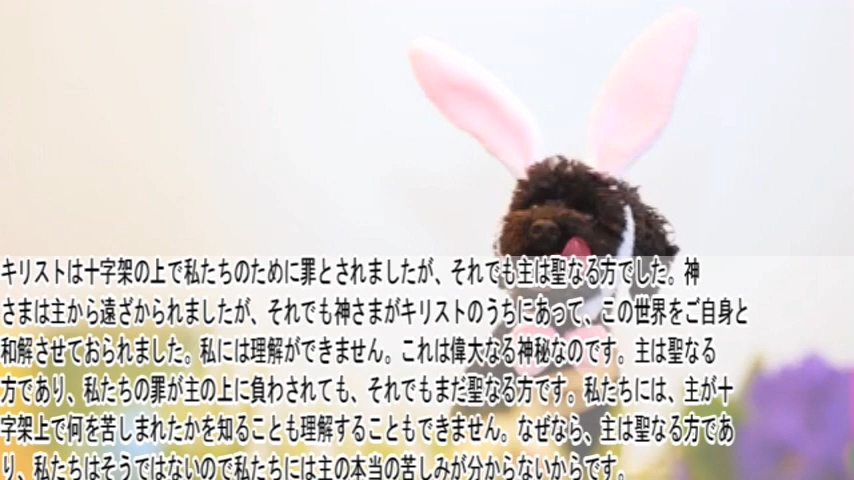 キリストは十字架の上で私たちのために罪とされましたが、それでも主は聖なる方でした。神
さまは主から遠ざかられましたが、それでも神さまがキリストのうちにあって、この世界をご自身と
和解させておられました。私には理解ができません。これは偉大なる神秘なのです。主は聖なる
方であり、私たちの罪が主の上に負わされても、それでもまだ聖なる方です。私たちには、主が十
字架上で何を苦しまれたかを知ることも理解することもできません。なぜなら、主は聖なる方であ
り、私たちはそうではないので私たちには主の本当の苦しみが分からないからです。